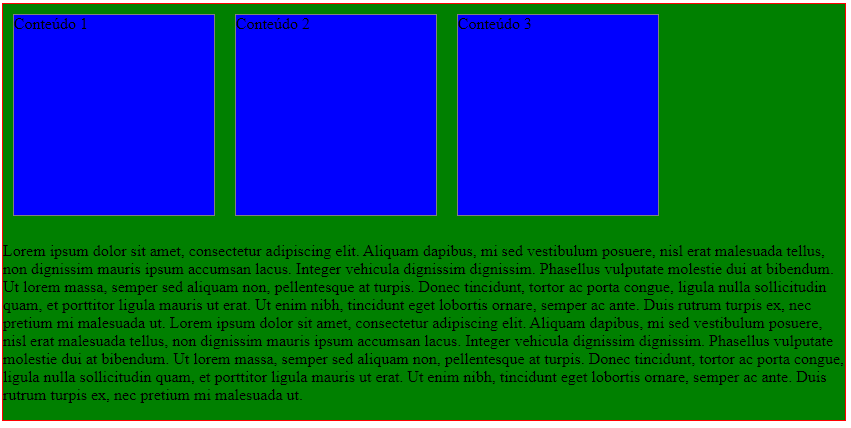 Conteúdo 1 Conteúdo 2 Conteúdo 3
Lorem ipsum dolor sit amet, consectetur adipiscing elit. Aliquam dapibus, mi sed vestibulum posuere, nisl erat malesuada tellus,
non dignissim mauris ipsum accumsan lacus. Integer vehicula dignissim dignissim. Phasellus vulputate molestie dui at bibendum.
Ut lorem massa, semper sed aliquam non, pellentesque at turpis. Donec tincidunt, tortor ac porta congue, ligula nulla sollicitudin
quam, et porttitor ligula mauris ut erat. Ut enim nibh, tincidunt eget lobortis ornare, semper ac ante. Duis rutrum turpis ex, nec
pretium mi malesuada ut. Lorem ipsum dolor sit amet, consectetur adipiscing elit. Aliquam dapibus, mi sed vestibulum posuere,
nisl erat malesuada tellus, non dignissim mauris ipsum accumsan lacus. Integer vehicula dignissim dignissim. Phasellus vulputate
molestie dui at bibendum. Ut lorem massa, semper sed aliquam non, pellentesque at turpis. Donec tincidunt, tortor ac porta congue,
ligula nulla sollicitudin quam, et porttitor ligula mauris ut erat. Ut enim nibh, tincidunt eget lobortis ornare, semper ac ante. Duis
rutrum turpis ex, nec pretium mi malesuada ut.